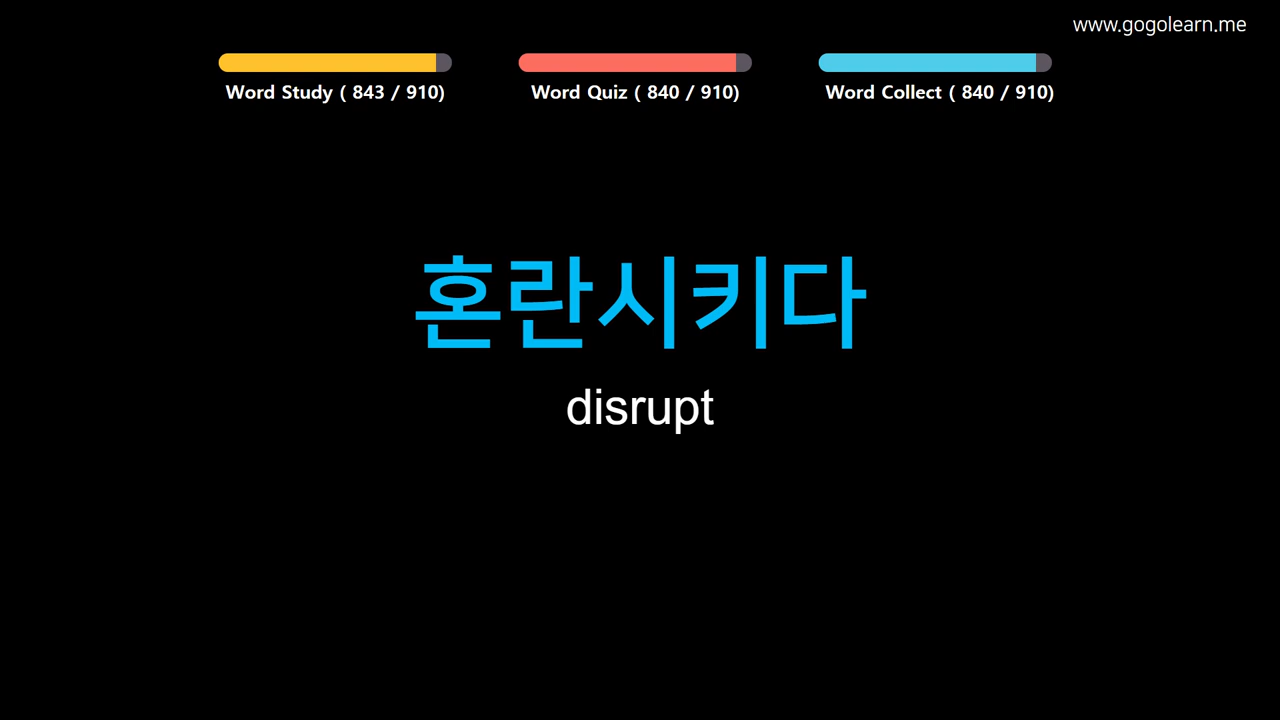 www.gogolearn.me
Word Study ( 843 / 910)
Word Quiz ( 840 / 910)
Word Collect ( 840 / 910)
혼란시키다
disrupt